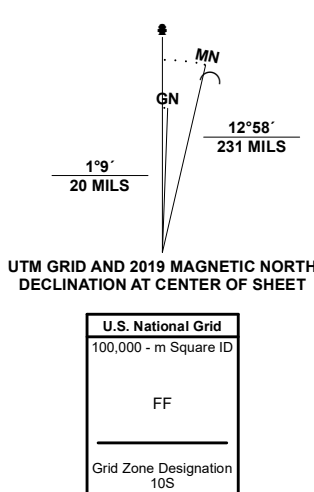 MN
GN
12°58´
231 MILS
1°9´
20 MILS
UTM GRID AND 2019 MAGNETIC NORTH
DECLINATION AT CENTER OF SHEET
U.S. National Grid
100,000 - m Square ID
FF
Grid Zone Designation
10S